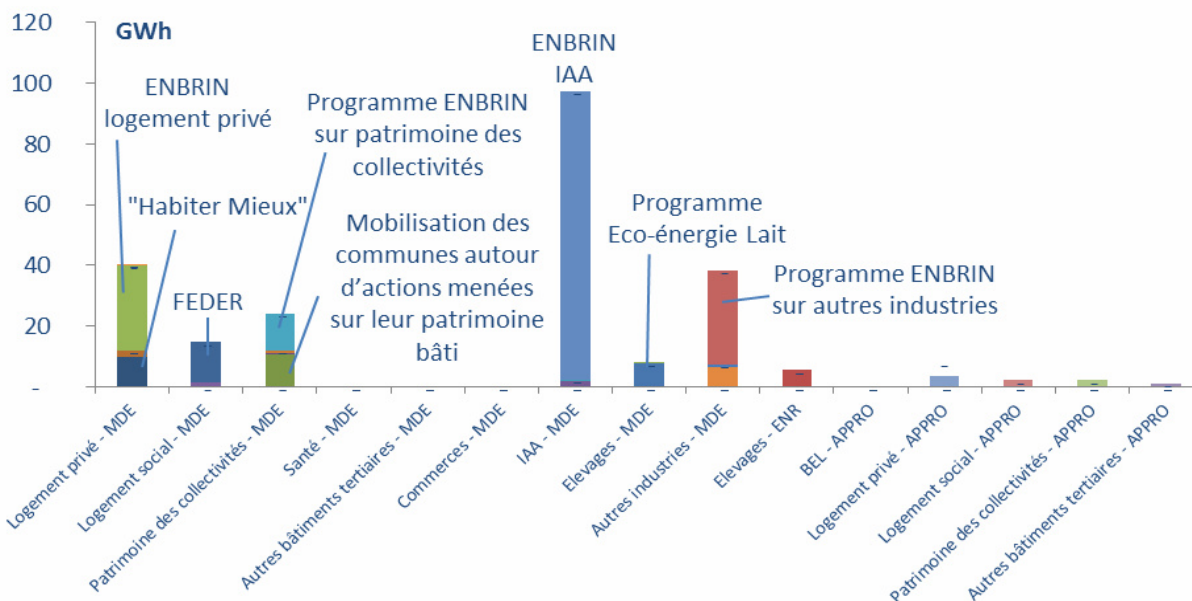 120
100
80
60
40
20
-
GWh
ENBRIN
logement privé
"Habiter Mieux"
FEDER
Programme ENBRIN
sur patrimoine des
collectivités
Mobilisation des
communes autour
d'actions menées
sur leur patrimoine
bâti
ENBRIN
IAA
Programme
Eco-énergie Lait
Programme ENBRIN
sur autres industries
Logement privé - MDE
Logement social - MDE
Patrimoine des collectivités - MDE
Santé - MDE
Autres bâtiments tertiaires - MDE
Commerces - MDE
IAA - MDE
Elevages - MDE
Autres industries - MDE
Elevages - ENR
BEL - APPRO
Logement privé - APPRO
Logement social - APPRO
Patrimoine des collectivités - APPRO
Autres bâtiments tertiaires - APPRO